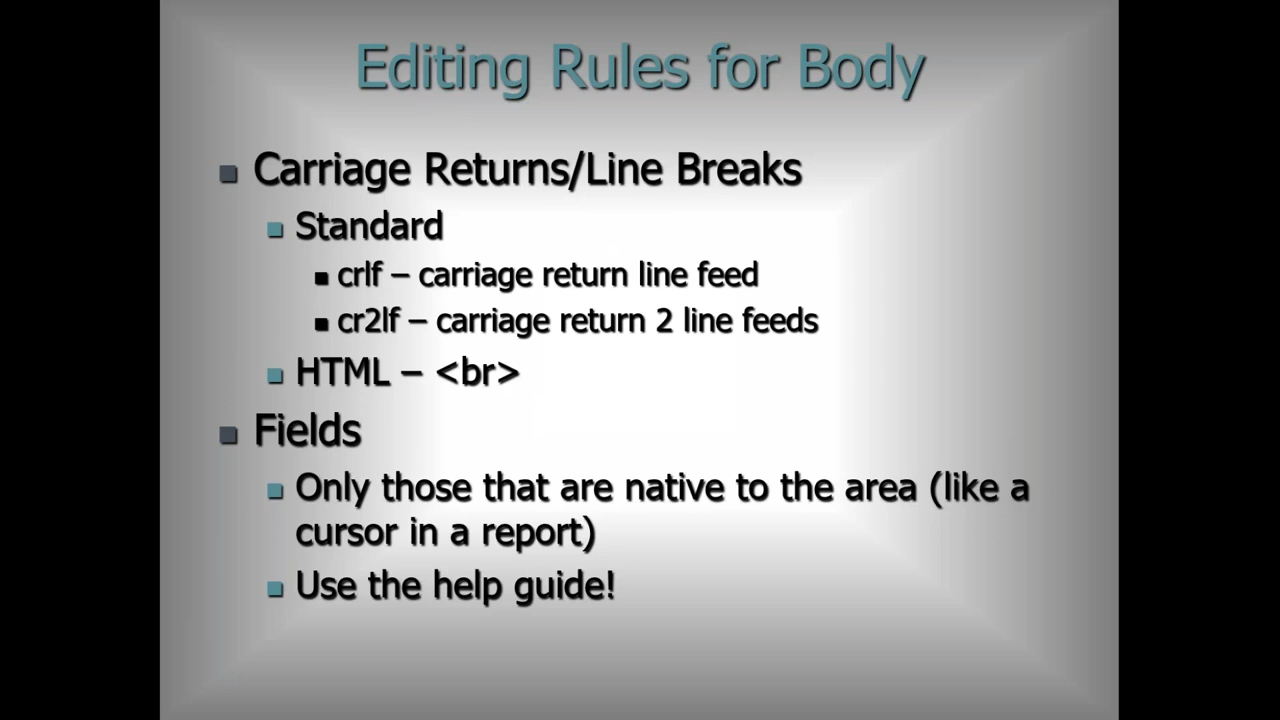 Editing Rules for Body
Carriage Returns/Line Breaks
Standard
crlf – carriage return line feed
cr2lf – carriage return 2 line feeds
HTML – <br>
Fields
Only those that are native to the area (like a
cursor in a report)
Use the help guide!